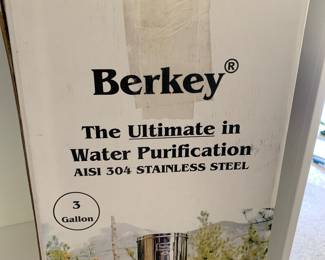 Berkey®
The Ultimate in
Water Purification
AISI 304 STAINLESS STEEL
3
Gallon